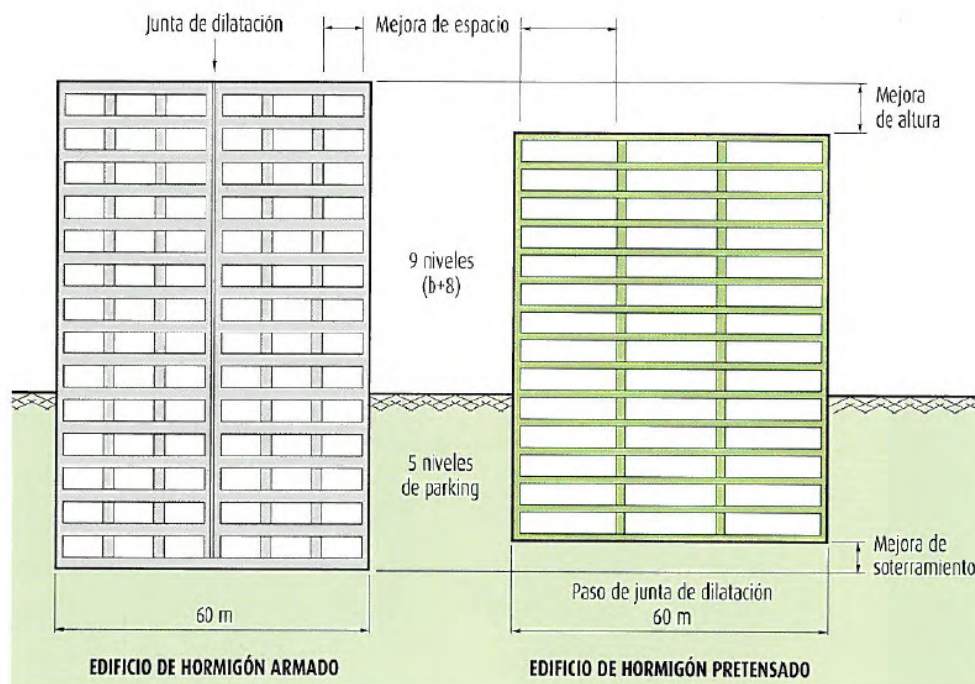 Junta de dilatación
Mejora de espacio
Mejora
de altura
9 niveles
(b+8)
5 niveles
de parking
Mejora de
soterramiento
60 m
Paso de junta de dilatación
60 m
EDIFICIO DE HORMIGÓN ARMADO
EDIFICIO DE HORMIGÓN PRETENSADO